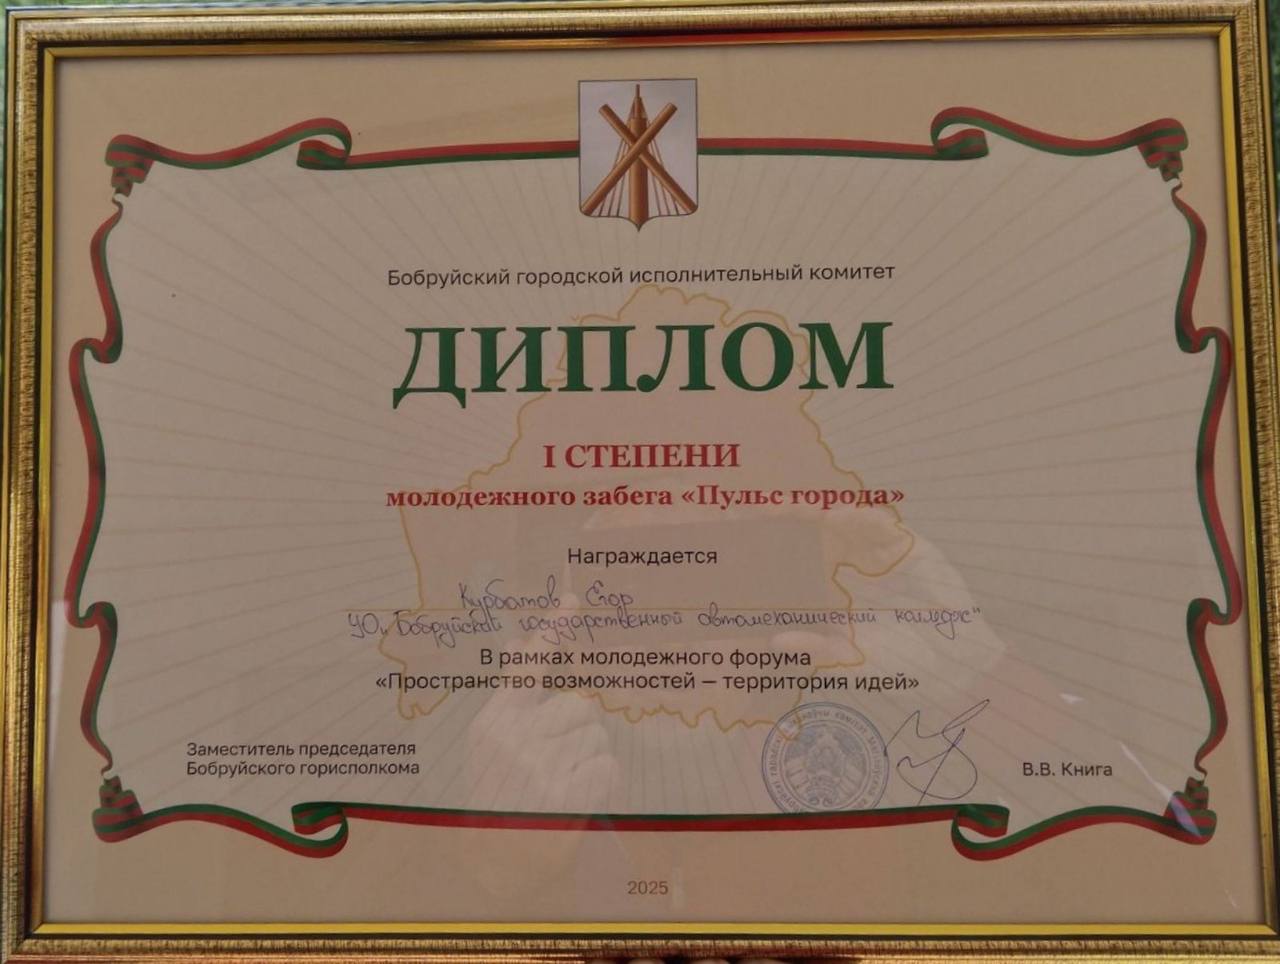 Бобруйский городской исполнительный комитет
ДИПЛОМ
I СТЕПЕНИ
молодежного забега «Пульс города»
Награждается
Курбатов Егор
УО „Бобруйский государственный автомеханический колледж"
В рамках молодежного форума
«Пространство возможностей — территория идей»
Заместитель председателя
Бобруйского горисполкома
В.В. Книга
2025